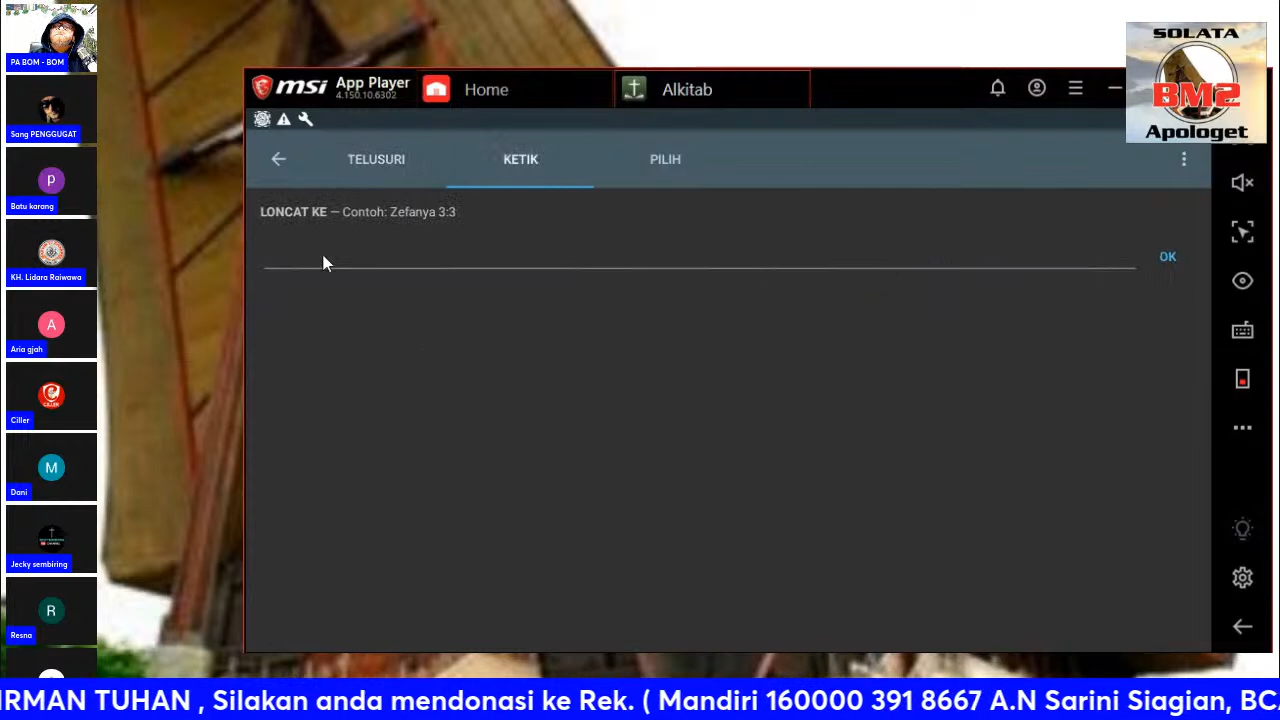 PA BOM - BOM
Sang PENGGUGAT
P
Batu karang
KH. Lidara Raiwawa
A
Aria gjah
CILLER
Ciller
M
Dani
Jecky sembiring
R
Resna
msi App Player
4.150.10.6302
Home
Alkitab
SOLATA
BM2
Apologet
TELUSURI
KETIK
PILIH
LONCAT KE – Contoh: Zefanya 3:3
OK
IRMAN TUHAN , Silakan anda mendonasi ke Rek. ( Mandiri 160000 391 8667 A.N Sarini Siagian, BCA